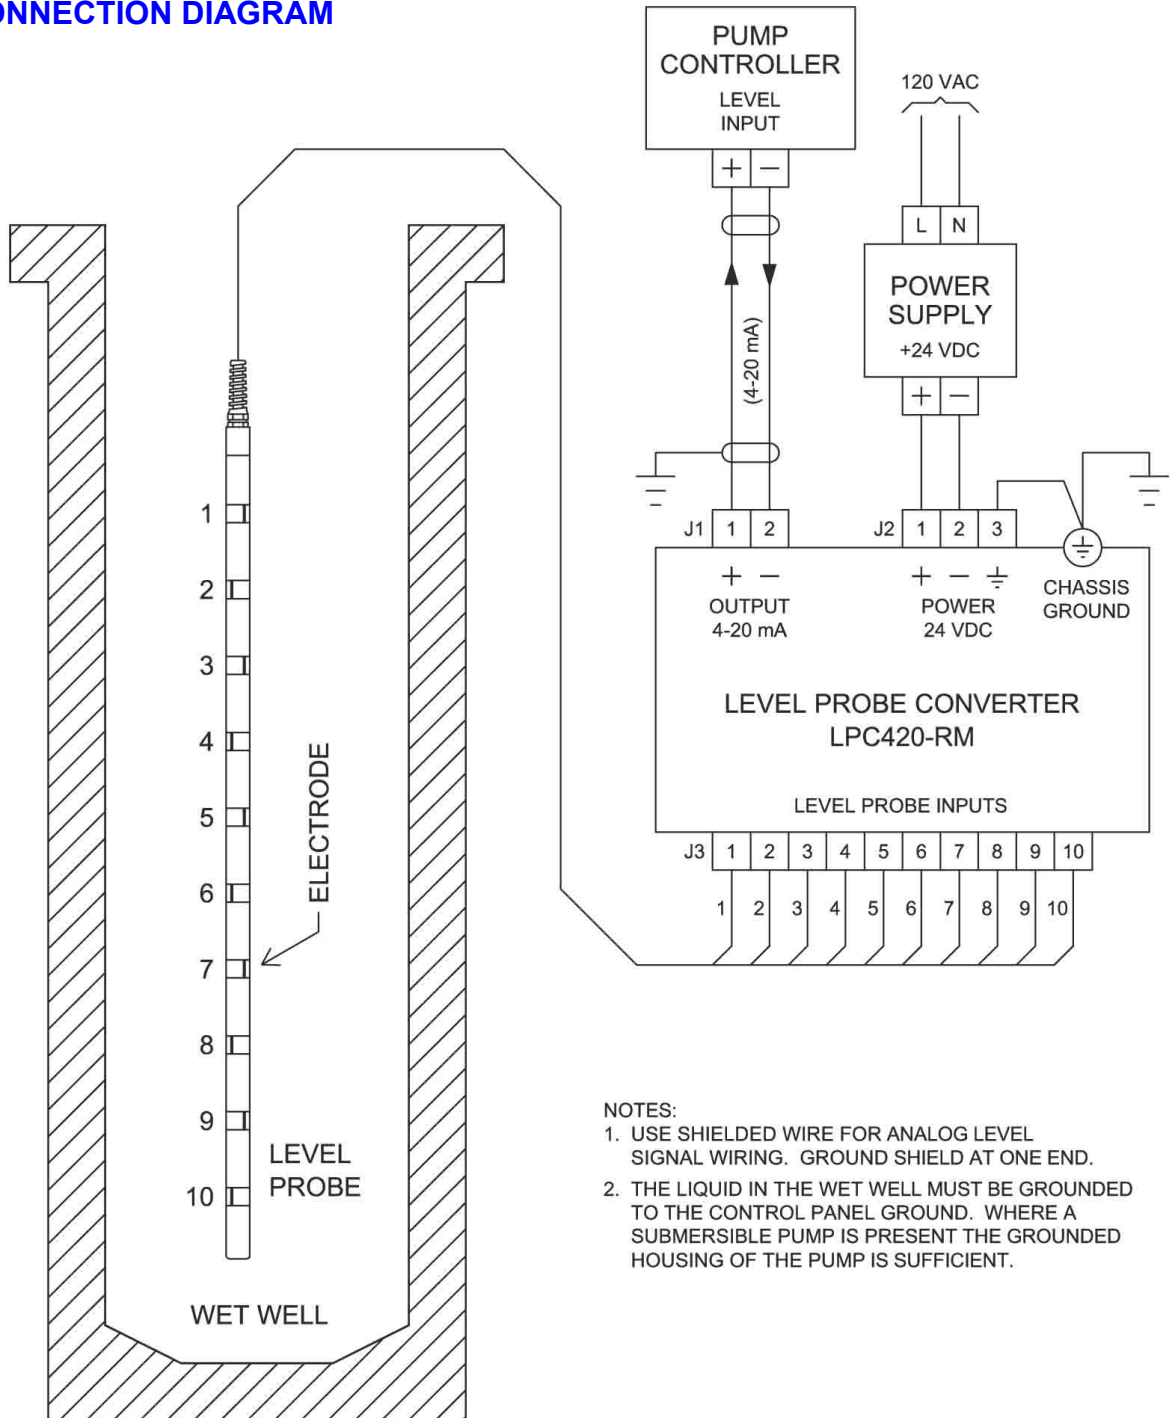 ONNECTION DIAGRAM
PUMP
CONTROLLER
LEVEL
INPUT
+ −
120 VAC
L N
POWER
SUPPLY
+24 VDC
+ −
(4-20 mA)
J1 1 2
J2 1 2 3
+ −
OUTPUT
4-20 mA
+ −
POWER
24 VDC
CHASSIS
GROUND
LEVEL PROBE CONVERTER
LPC420-RM
LEVEL PROBE INPUTS
J3 1 2 3 4 5 6 7 8 9 10
1 2 3 4 5 6 7 8 9 10
1
2
3
4
5
6
7
8
9
10
ELECTRODE
LEVEL
PROBE
WET WELL
NOTES:
1. USE SHIELDED WIRE FOR ANALOG LEVEL
SIGNAL WIRING. GROUND SHIELD AT ONE END.
2. THE LIQUID IN THE WET WELL MUST BE GROUNDED
TO THE CONTROL PANEL GROUND. WHERE A
SUBMERSIBLE PUMP IS PRESENT THE GROUNDED
HOUSING OF THE PUMP IS SUFFICIENT.